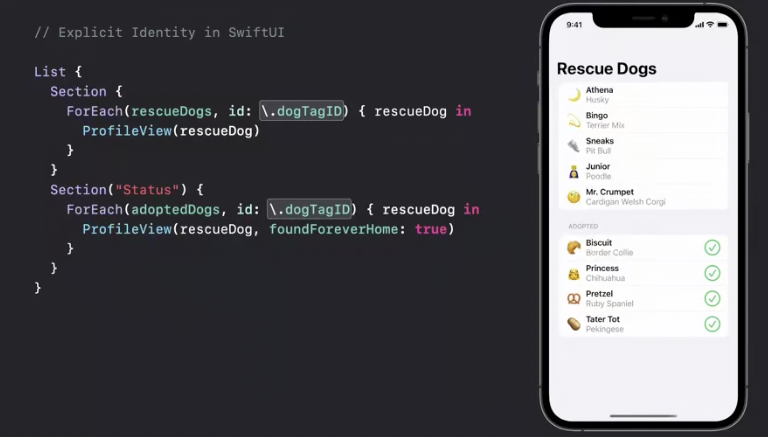 // Explicit Identity in SwiftUI
List {
Section {
ForEach(rescueDogs, id: \.dogTagID) { rescueDog in
ProfileView(rescueDog)
}
}
Section("Status") {
ForEach(adoptedDogs, id: \.dogTagID) { rescueDog in
ProfileView(rescueDog, foundForeverHome: true)
}
}
}
9:41
Rescue Dogs
Athena
Husky
Bingo
Terrier Mix
Sneaks
Pit Bull
Junior
Poodle
Mr. Crumpet
Cardigan Welsh Corgi
ADOPTED
Biscuit
Border Collie
Princess
Chihuahua
Pretzel
Ruby Spaniel
Tater Tot
Pekingese